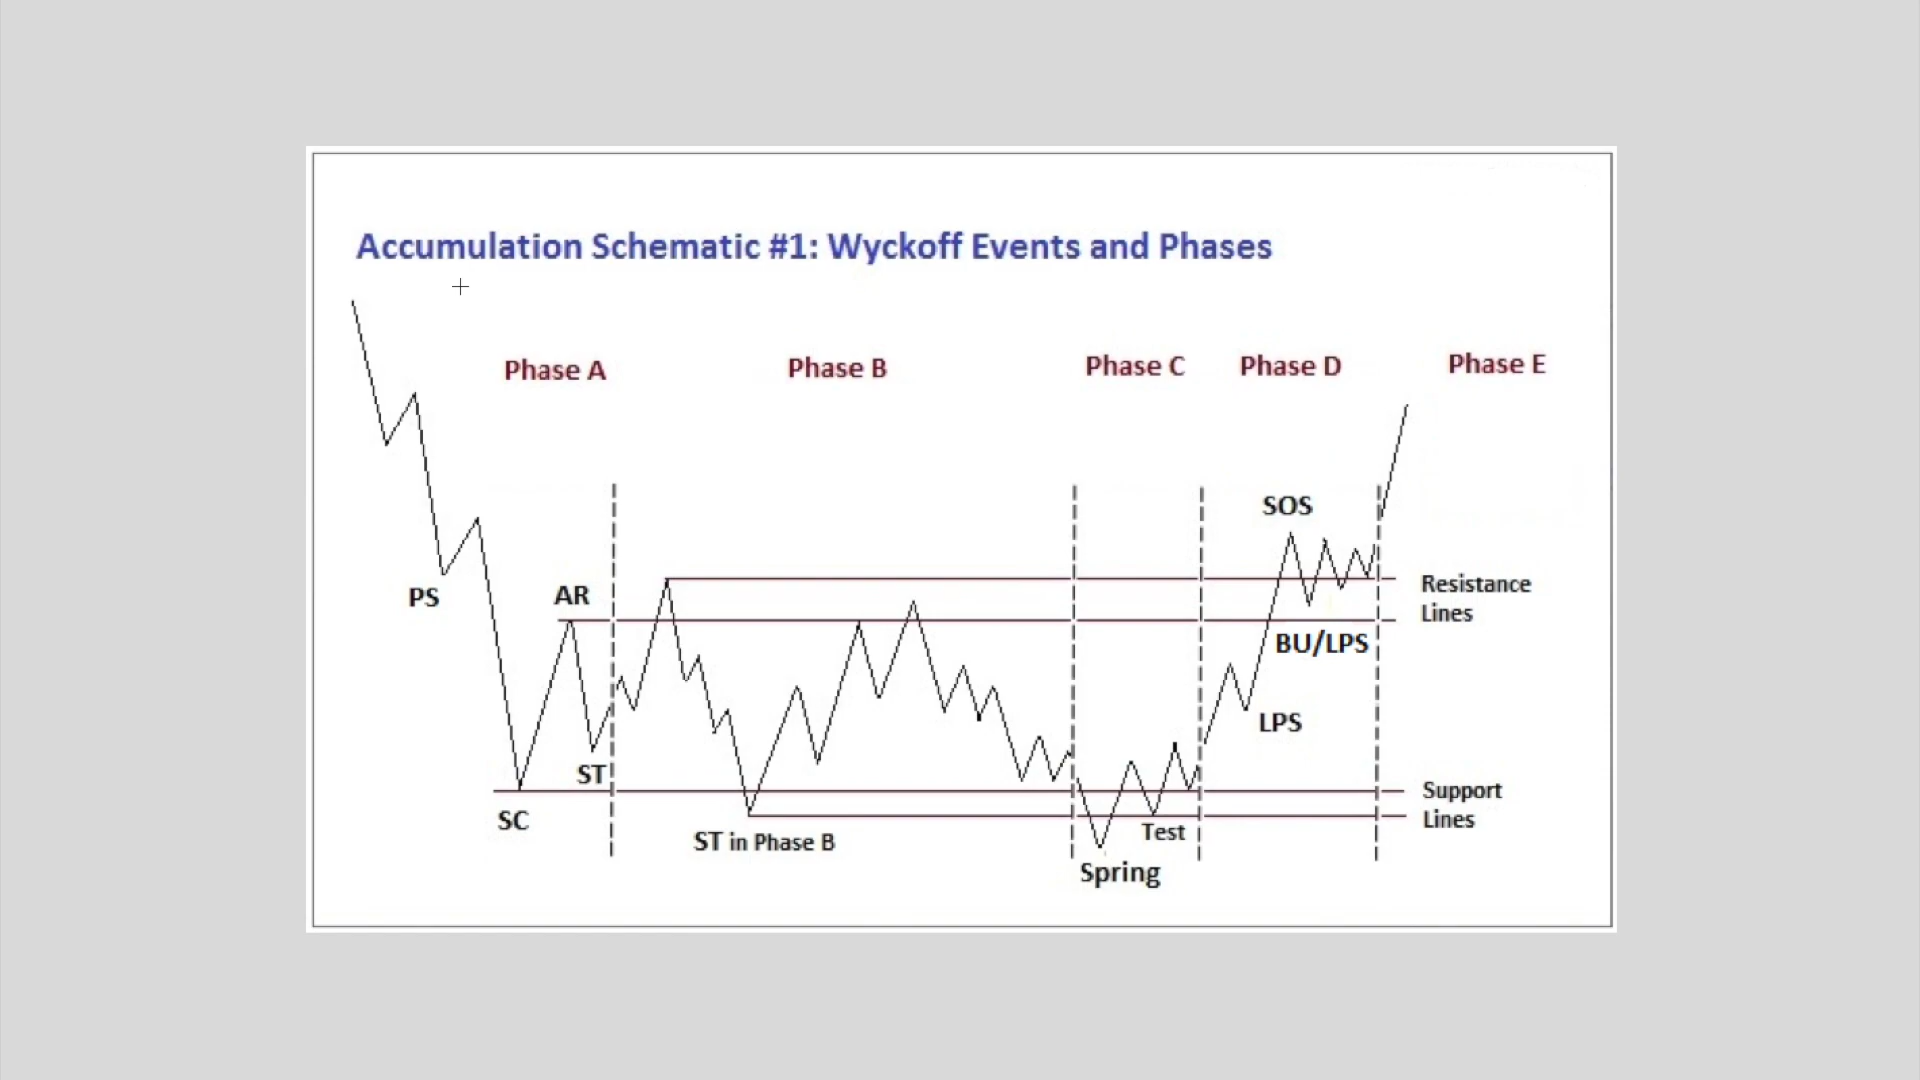 Accumulation Schematic #1: Wyckoff Events and Phases
Phase A
Phase B
Phase C
Phase D
Phase E
SOS
PS
AR
Resistance
Lines
BU/LPS
LPS
ST
SC
Support
Lines
ST in Phase B
Test
Spring